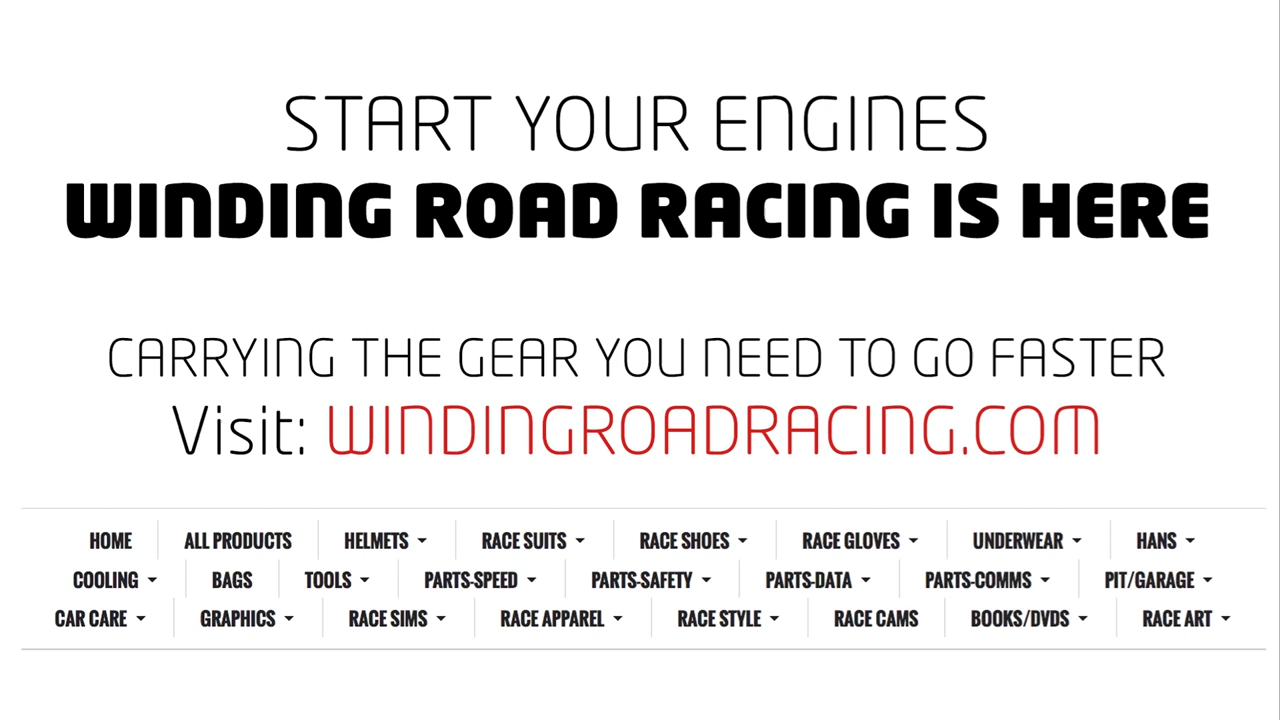 START YOUR ENGINES
WINDING ROAD RACING IS HERE
CARRYING THE GEAR YOU NEED TO GO FASTER
Visit: WINDINGROADRACING.COM
HOME ALL PRODUCTS HELMETS RACE SUITS RACE SHOES RACE GLOVES UNDERWEAR HANS
COOLING BAGS TOOLS PARTS-SPEED PARTS-SAFETY PARTS-DATA PARTS-COMMS PIT/GARAGE
CAR CARE GRAPHICS RACE SIMS RACE APPAREL RACE STYLE RACE CAMS BOOKS/DVDS RACE ART